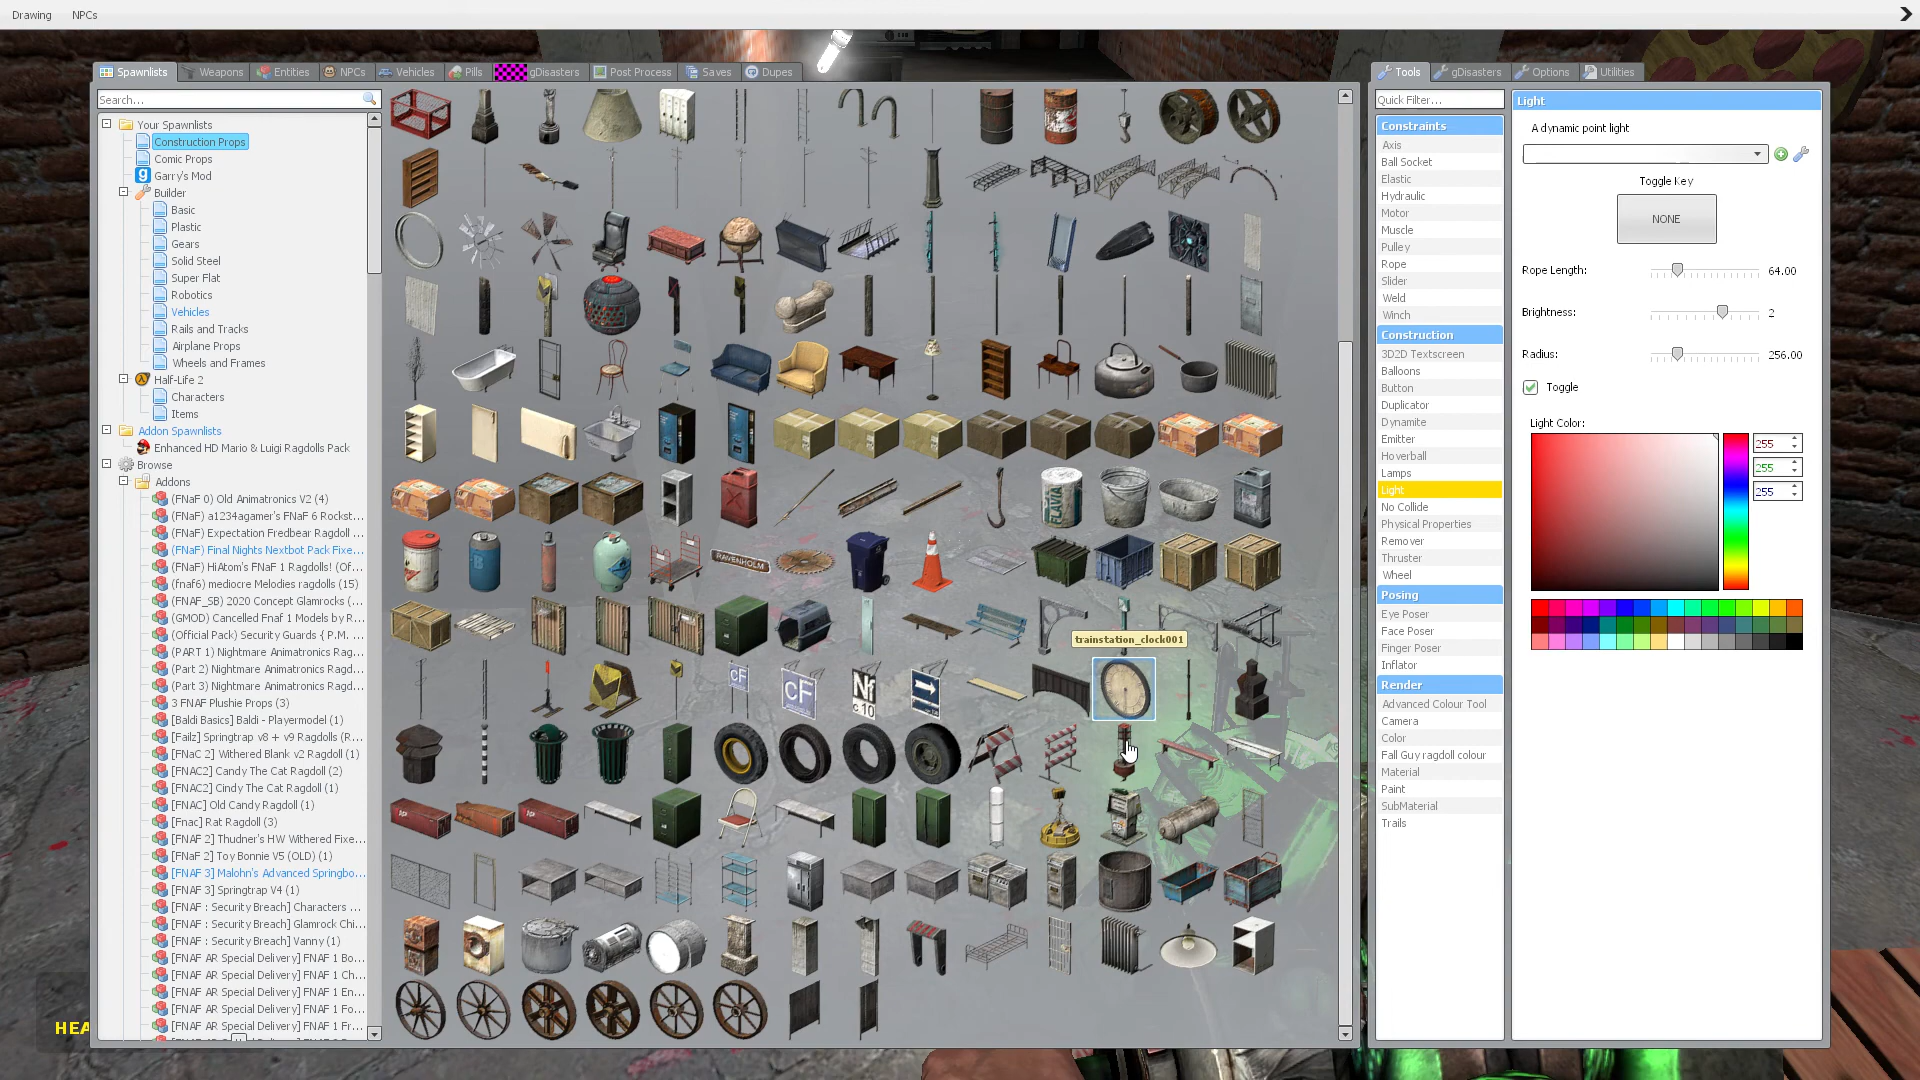 Drawing NPCs
Spawnlists Weapons Entities NPCs Vehicles Pills gDisasters Post Process Saves Dupes
Tools gDisasters Options Utilities
Search...
Your Spawnlists
Construction Props
Comic Props
Garry's Mod
Builder
Basic
Plastic
Gears
Solid Steel
Super Flat
Robotics
Vehicles
Rails and Tracks
Airplane Props
Wheels and Frames
Half-Life 2
Characters
Items
Addon Spawnlists
Enhanced HD Mario & Luigi Ragdolls Pack
Browse
Addons
(FNaF 0) Old Animatronics V2 (4)
(FNaF) a1234agamer's FNaF 6 Rockst...
(FNaF) Expectation Fredbear Ragdoll ...
(FNaF) Final Nights Nextbot Pack Fixe...
(FNaF) HiAtom's FNaF 1 Ragdolls! (Of...
(fnaf6) mediocre Melodies ragdolls (15)
(FNAF_SB) 2020 Concept Glamrocks (...
(GMOD) Cancelled Fnaf 1 Models by R...
(Official Pack) Security Guards { P.M. ...
(PART 1) Nightmare Animatronics Rag...
(Part 2) Nightmare Animatronics Ragd...
(Part 3) Nightmare Animatronics Ragd...
3 FNAF Plushie Props (3)
[Baldi Basics] Baldi - Playermodel (1)
[Failz] Springtrap v8 + v9 Ragdolls (R...
[FNaC 2] Withered Blank v2 Ragdoll (1)
[FNAC2] Candy The Cat Ragdoll (2)
[FNAC2] Cindy The Cat Ragdoll (1)
[FNAC] Old Candy Ragdoll (1)
[Fnac] Rat Ragdoll (3)
[FNAF 2] Thudner's HW Withered Fixe...
[FNaF 2] Toy Bonnie V5 (OLD) (1)
[FNAF 3] Malohn's Advanced Springbo...
[FNAF 3] Springtrap V4 (1)
[FNAF : Security Breach] Characters ...
[FNAF : Security Breach] Glamrock Chi...
[FNAF : Security Breach] Vanny (1)
[FNAF AR Special Delivery] FNAF 1 Bo...
[FNAF AR Special Delivery] FNAF 1 Ch...
[FNAF AR Special Delivery] FNAF 1 En...
[FNAF AR Special Delivery] FNAF 1 Fo...
[FNAF AR Special Delivery] FNAF 1 Fr...
HEA
FLAVIA
RAVENHOLM
trainstation_clock001
cF
cF
Nf
c.10
Quick Filter...
Constraints
Axis
Ball Socket
Elastic
Hydraulic
Motor
Muscle
Pulley
Rope
Slider
Weld
Winch
Construction
3D2D Textscreen
Balloons
Button
Duplicator
Dynamite
Emitter
Hoverball
Lamps
Light
No Collide
Physical Properties
Remover
Thruster
Wheel
Posing
Eye Poser
Face Poser
Finger Poser
Inflator
Render
Advanced Colour Tool
Camera
Color
Fall Guy ragdoll colour
Material
Paint
SubMaterial
Trails
Light
A dynamic point light
Toggle Key
NONE
Rope Length: 64.00
Brightness: 2
Radius: 256.00
Toggle
Light Color:
255
255
255